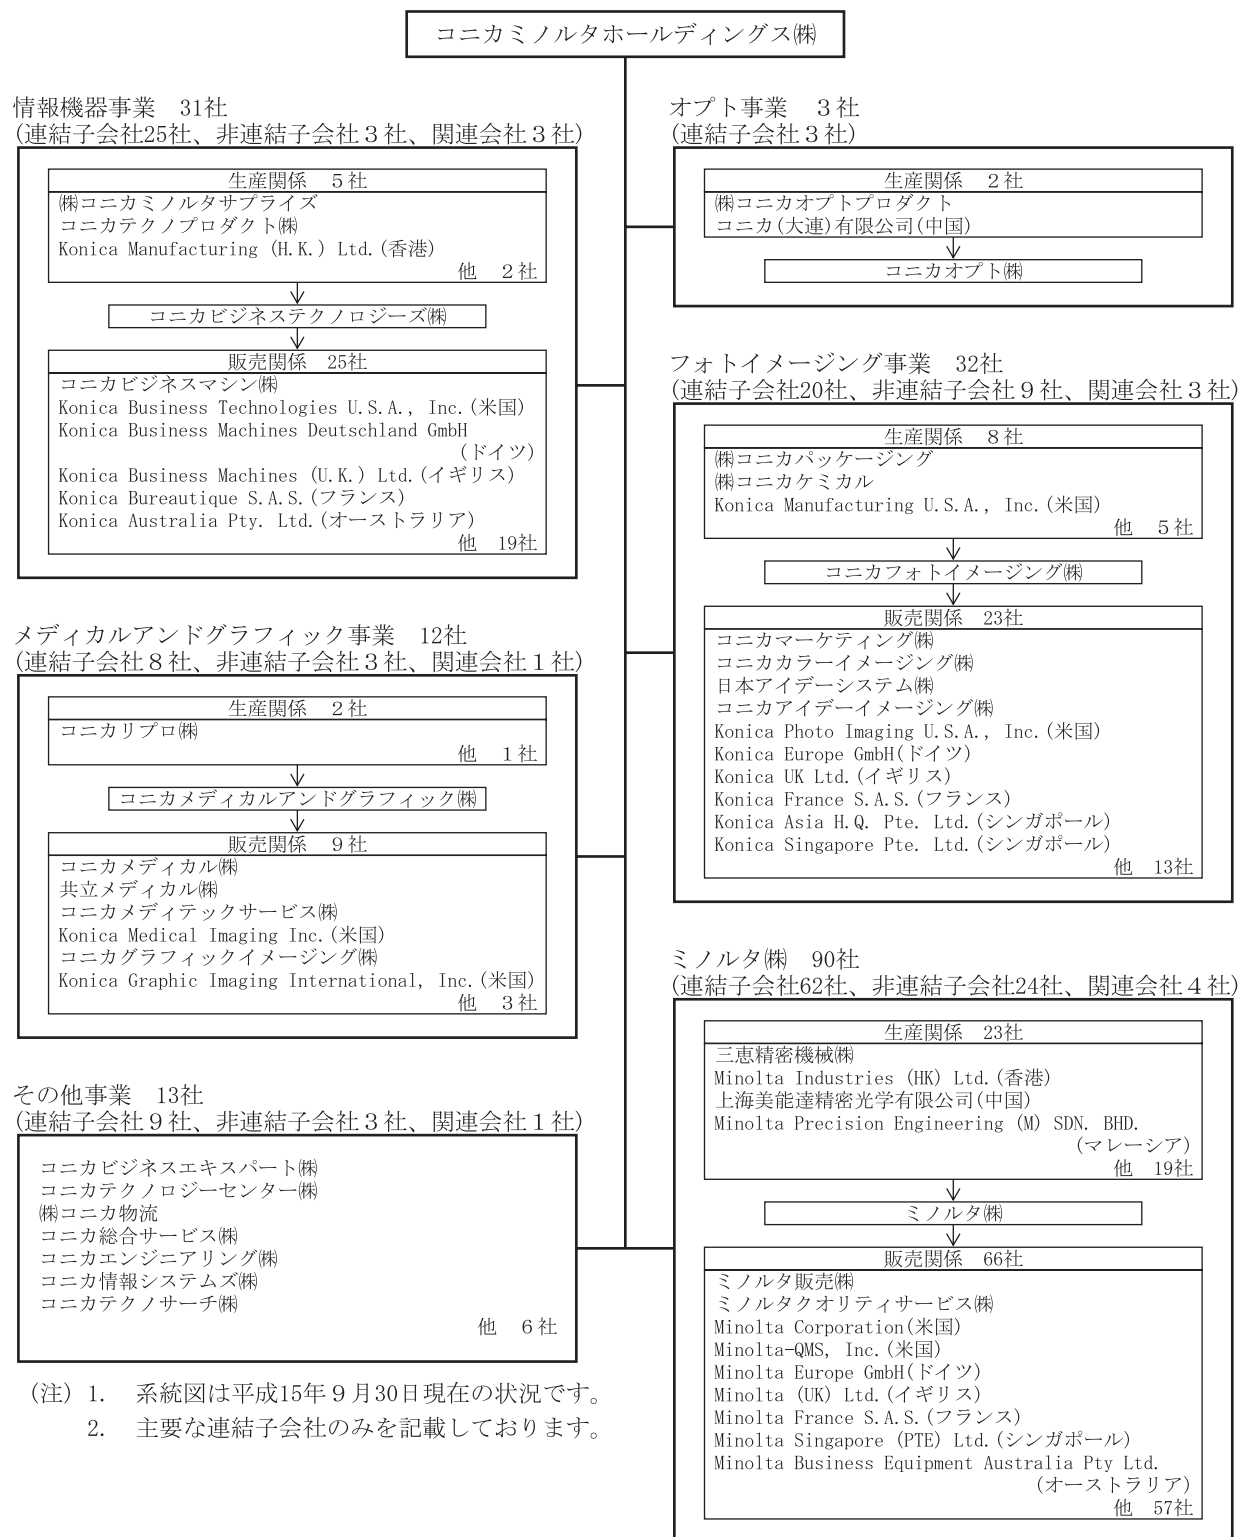 コニカミノルタホールディングス㈱
情報機器事業　31社
(連結子会社25社、非連結子会社３社、関連会社３社)
生産関係　５社
㈱コニカミノルタサプライズ
コニカテクノプロダクト㈱
Konica Manufacturing (H.K.) Ltd.(香港)
他　２社
コニカビジネステクノロジーズ㈱
販売関係　25社
コニカビジネスマシン㈱
Konica Business Technologies U.S.A., Inc.(米国)
Konica Business Machines Deutschland GmbH
(ドイツ)
Konica Business Machines (U.K.) Ltd.(イギリス)
Konica Bureautique S.A.S.(フランス)
Konica Australia Pty. Ltd.(オーストラリア)
他　19社
メディカルアンドグラフィック事業　12社
(連結子会社８社、非連結子会社３社、関連会社１社)
生産関係　２社
コニカリプロ㈱
他　１社
コニカメディカルアンドグラフィック㈱
販売関係　９社
コニカメディカル㈱
共立メディカル㈱
コニカメディテックサービス㈱
Konica Medical Imaging Inc.(米国)
コニカグラフィックイメージング㈱
Konica Graphic Imaging International, Inc.(米国)
他　３社
その他事業　13社
(連結子会社９社、非連結子会社３社、関連会社１社)
コニカビジネスエキスパート㈱
コニカテクノロジーセンター㈱
㈱コニカ物流
コニカ総合サービス㈱
コニカエンジニアリング㈱
コニカ情報システムズ㈱
コニカテクノサーチ㈱
他　６社
オプト事業　３社
(連結子会社３社)
生産関係　２社
㈱コニカオプトプロダクト
コニカ(大連)有限公司(中国)
コニカオプト㈱
フォトイメージング事業　32社
(連結子会社20社、非連結子会社９社、関連会社３社)
生産関係　８社
㈱コニカパッケージング
㈱コニカケミカル
Konica Manufacturing U.S.A., Inc.(米国)
他　５社
コニカフォトイメージング㈱
販売関係　23社
コニカマーケティング㈱
コニカカラーイメージング㈱
日本アイデーシステム㈱
コニカアイデーイメージング㈱
Konica Photo Imaging U.S.A., Inc.(米国)
Konica Europe GmbH(ドイツ)
Konica UK Ltd.(イギリス)
Konica France S.A.S.(フランス)
Konica Asia H.Q. Pte. Ltd.(シンガポール)
Konica Singapore Pte. Ltd.(シンガポール)
他　13社
ミノルタ㈱　90社
(連結子会社62社、非連結子会社24社、関連会社４社)
生産関係　23社
三恵精密機械㈱
Minolta Industries (HK) Ltd.(香港)
上海美能達精密光学有限公司(中国)
Minolta Precision Engineering (M) SDN. BHD.
(マレーシア)
他　19社
ミノルタ㈱
販売関係　66社
ミノルタ販売㈱
ミノルタクオリティサービス㈱
Minolta Corporation(米国)
Minolta-QMS, Inc.(米国)
Minolta Europe GmbH(ドイツ)
Minolta (UK) Ltd.(イギリス)
Minolta France S.A.S.(フランス)
Minolta Singapore (PTE) Ltd.(シンガポール)
Minolta Business Equipment Australia Pty Ltd.
(オーストラリア)
他　57社
(注) 1.　系統図は平成15年９月30日現在の状況です。
2.　主要な連結子会社のみを記載しております。